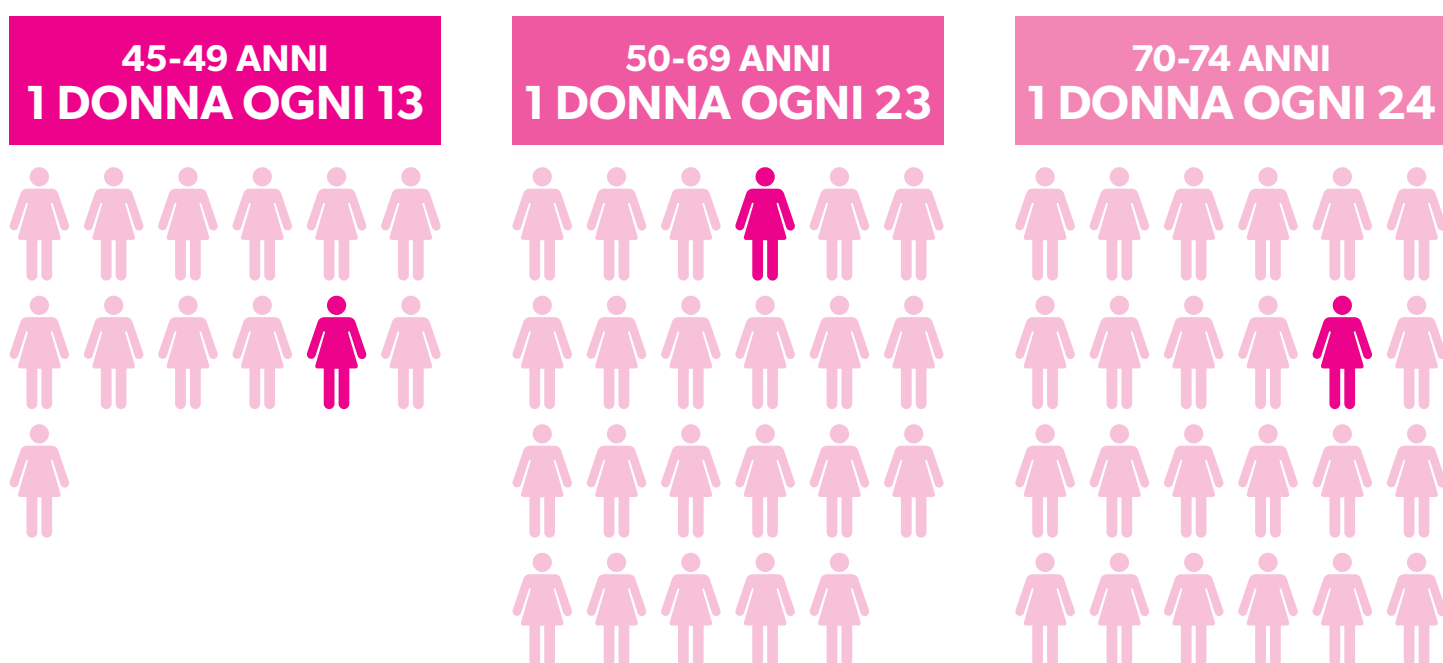 45-49 ANNI
1 DONNA OGNI 13
50-69 ANNI
1 DONNA OGNI 23
70-74 ANNI
1 DONNA OGNI 24